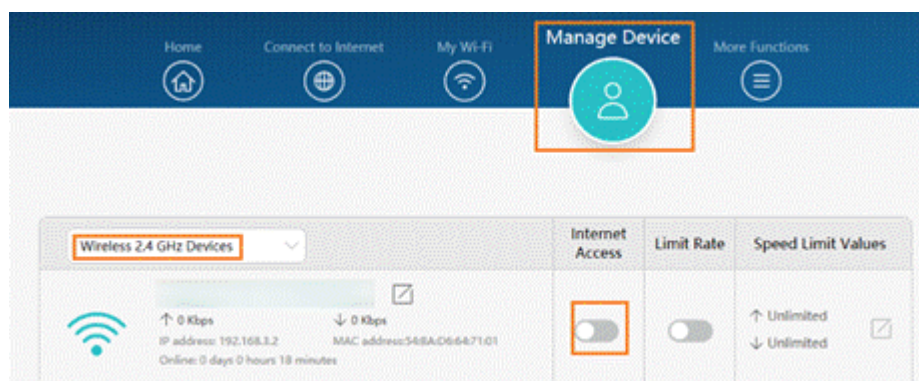 Home
Connect to Internet
My Wi-Fi
Manage Device
More Functions
Wireless 2.4 GHz Devices
Internet Access
Limit Rate
Speed Limit Values
↑ 0 Kbps
↓ 0 Kbps
IP address: 192.168.3.2
MAC address:54:8A:D6:64:71:01
Online: 0 days 0 hours 18 minutes
↑ Unlimited
↓ Unlimited